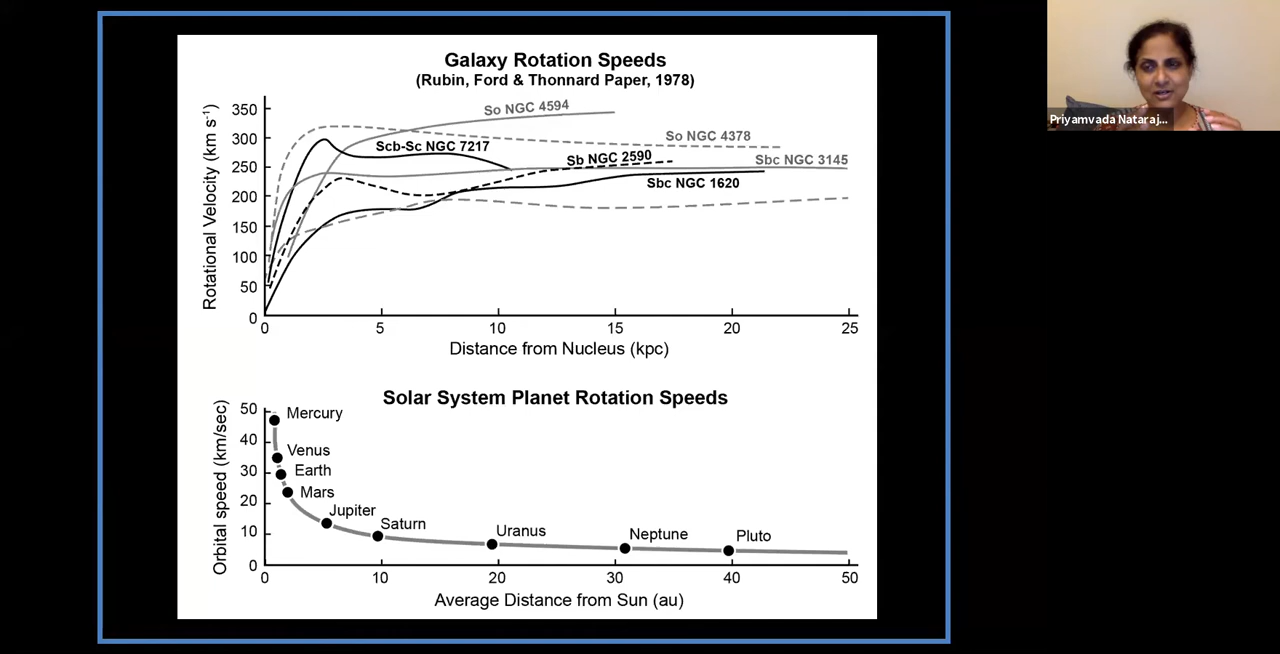 Galaxy Rotation Speeds
(Rubin, Ford & Thonnard Paper, 1978)
Rotational Velocity (km s-1)
350
300
250
200
150
100
50
0
So NGC 4594
So NGC 4378
Scb-Sc NGC 7217
Sb NGC 2590
Sbc NGC 3145
Sbc NGC 1620
0 5 10 15 20 25
Distance from Nucleus (kpc)
Solar System Planet Rotation Speeds
Orbital speed (km/sec)
50
40
30
20
10
0
Mercury
Venus
Earth
Mars
Jupiter
Saturn
Uranus
Neptune
Pluto
0 10 20 30 40 50
Average Distance from Sun (au)
Priyamvada Nataraj...